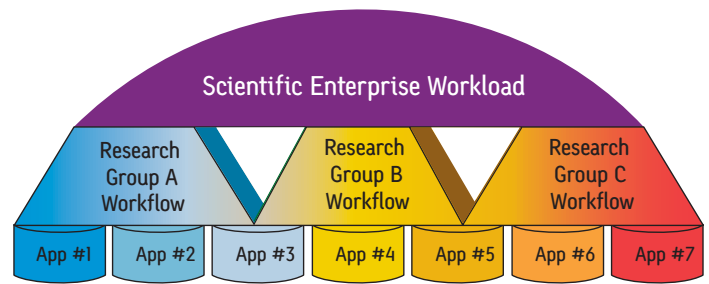 Scientific Enterprise Workload
Research
Group A
Workflow
Research
Group B
Workflow
Research
Group C
Workflow
App #1
App #2
App #3
App #4
App #5
App #6
App #7